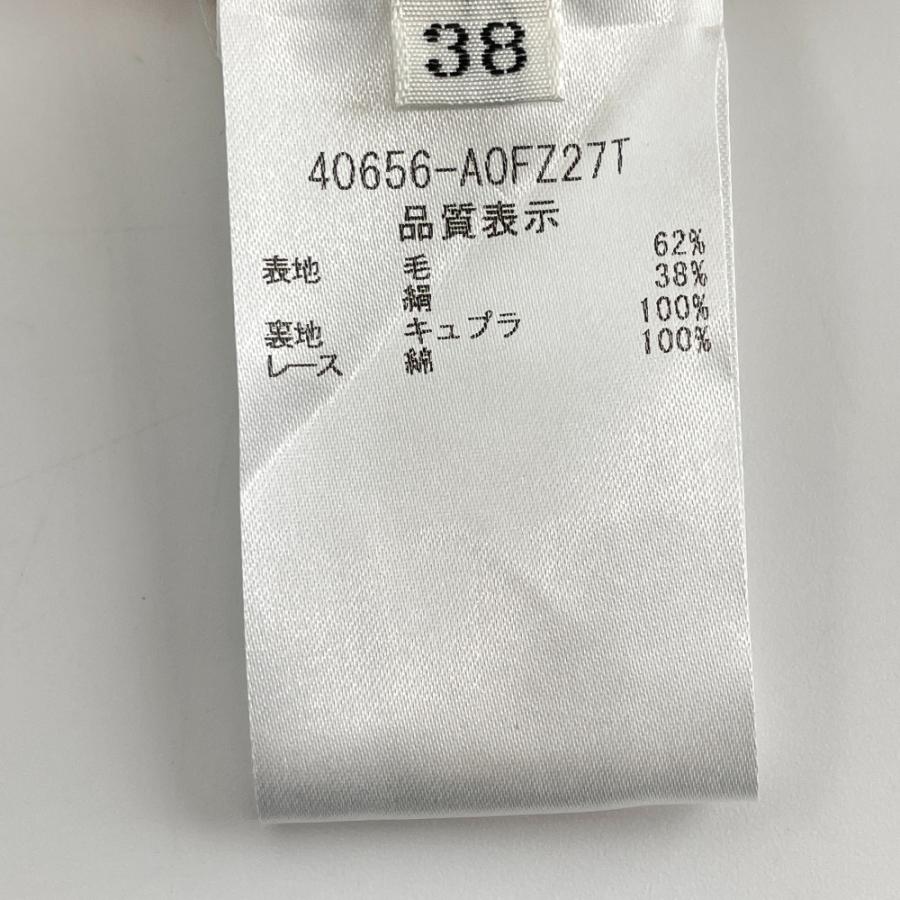 38
40656-A0FZ27T
品質表示
表地 毛 62%
絹 38%
裏地 キュプラ 100%
レース 綿 100%